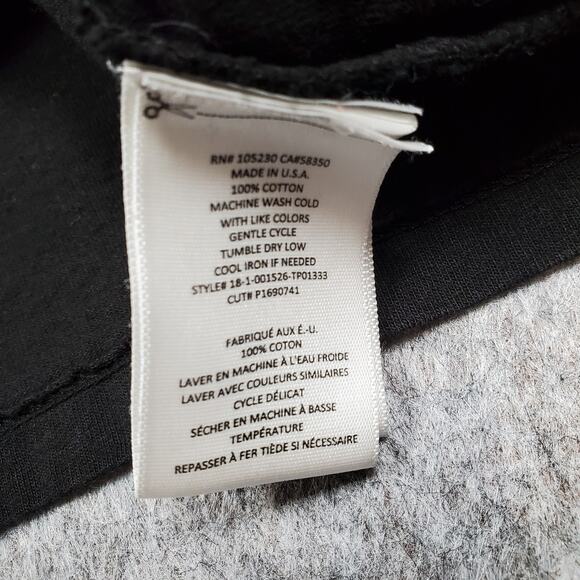 RN# 105230 CA#58350
MADE IN U.S.A.
100% COTTON
MACHINE WASH COLD
WITH LIKE COLORS
GENTLE CYCLE
TUMBLE DRY LOW
COOL IRON IF NEEDED
STYLE# 18-1-001526-TP01333
CUT# P1690741
FABRIQUÉ AUX É.-U.
100% COTON
LAVER EN MACHINE À L'EAU FROIDE
LAVER AVEC COULEURS SIMILAIRES
CYCLE DÉLICAT
SÉCHER EN MACHINE À BASSE
TEMPÉRATURE
REPASSER À FER TIÈDE SI NÉCESSAIRE